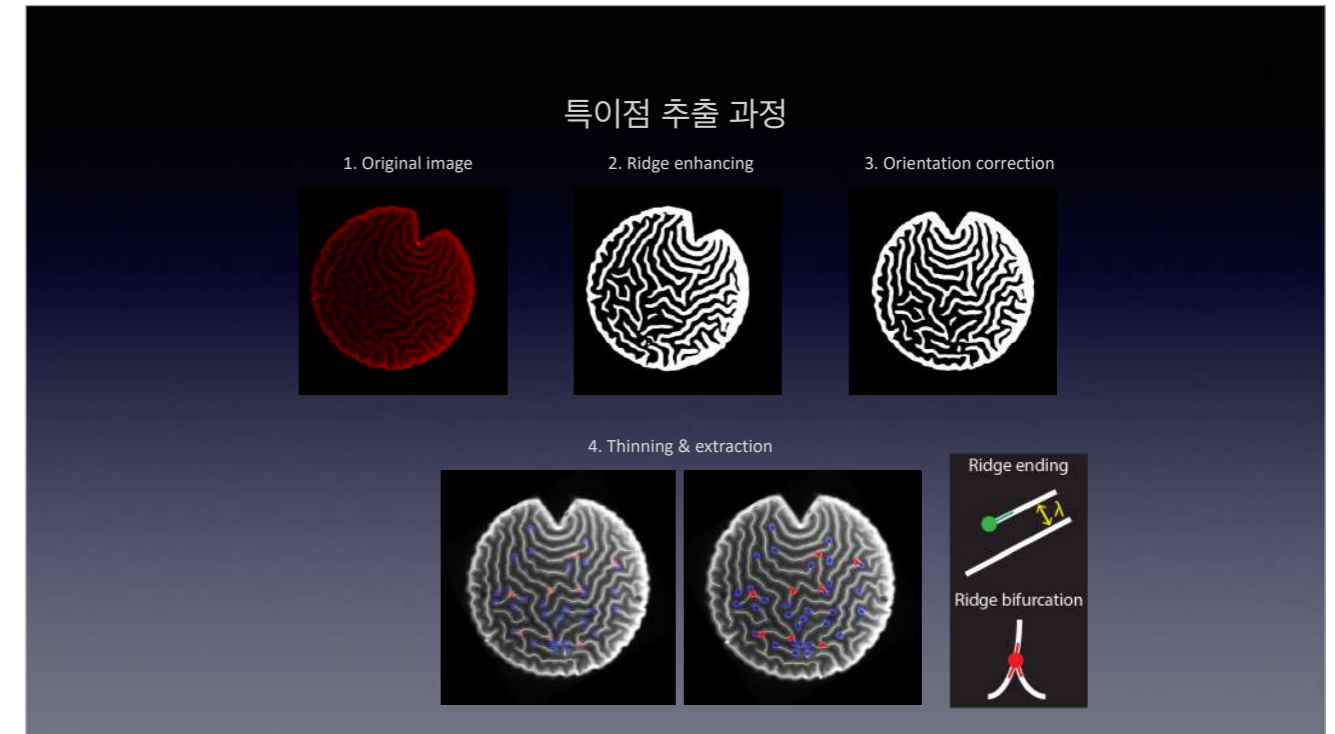 특이점 추출 과정
1. Original image
2. Ridge enhancing
3. Orientation correction
4. Thinning & extraction
Ridge ending
λ
Ridge bifurcation